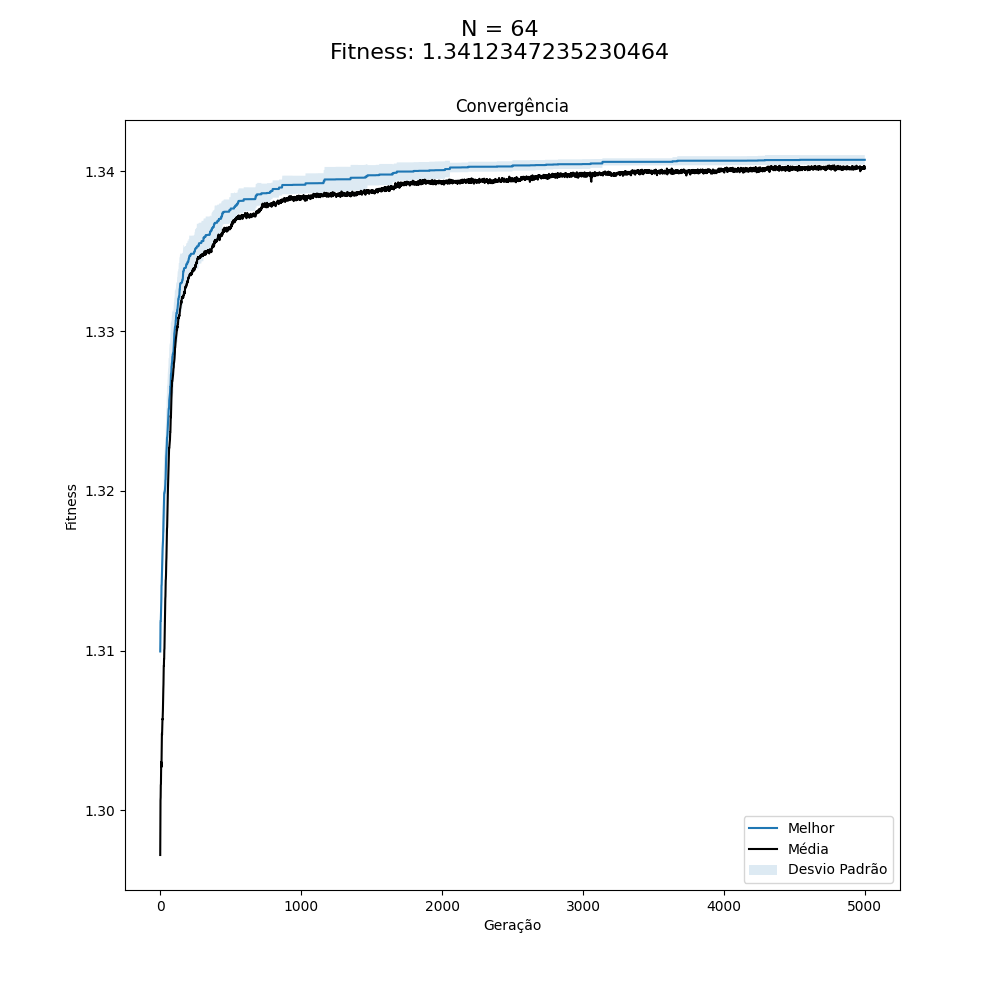 N = 64
Fitness: 1.3412347235230464
Convergência
1.34
1.33
1.32
1.31
1.30
Fitness
Melhor
Média
Desvio Padrão
0 1000 2000 3000 4000 5000
Geração